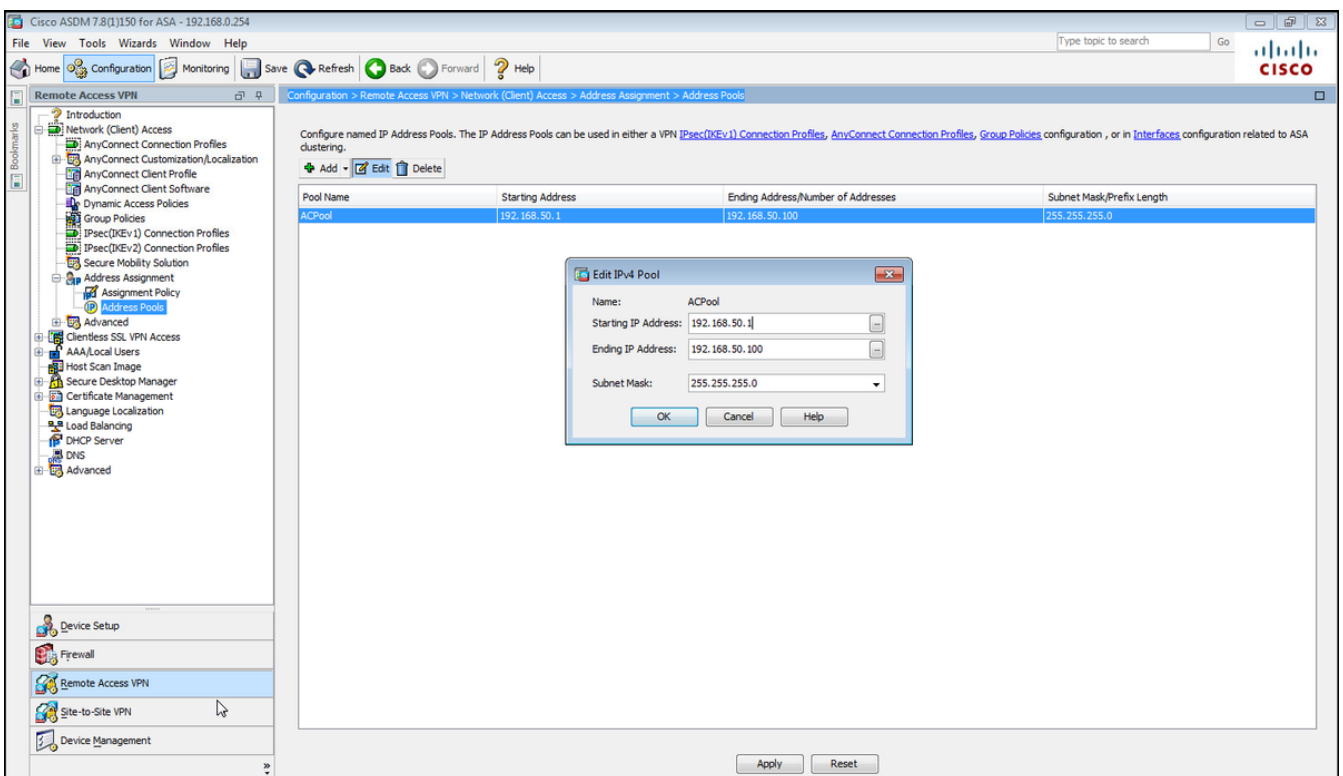 Cisco ASDM 7.8(1)150 for ASA - 192.168.0.254
File View Tools Wizards Window Help
Type topic to search Go
Home Configuration Monitoring Save Refresh Back Forward Help
CISCO
Bookmarks
Remote Access VPN
Introduction
Network (Client) Access
AnyConnect Connection Profiles
AnyConnect Customization/Localization
AnyConnect Client Profile
AnyConnect Client Software
Dynamic Access Policies
Group Policies
IPsec(IKEv1) Connection Profiles
IPsec(IKEv2) Connection Profiles
Secure Mobility Solution
Address Assignment
Assignment Policy
Address Pools
Advanced
Clientless SSL VPN Access
AAA/Local Users
Host Scan Image
Secure Desktop Manager
Certificate Management
Language Localization
Load Balancing
DHCP Server
DNS
Advanced
Device Setup
Firewall
Remote Access VPN
Site-to-Site VPN
Device Management
Configuration > Remote Access VPN > Network (Client) Access > Address Assignment > Address Pools
Configure named IP Address Pools. The IP Address Pools can be used in either a VPN IPsec(IKEv1) Connection Profiles, AnyConnect Connection Profiles, Group Policies configuration , or in Interfaces configuration related to ASA
clustering.
Add Edit Delete
Pool Name Starting Address Ending Address/Number of Addresses Subnet Mask/Prefix Length
ACPool 192.168.50.1 192.168.50.100 255.255.255.0
Edit IPv4 Pool
Name: ACPool
Starting IP Address: 192.168.50.1
Ending IP Address: 192.168.50.100
Subnet Mask: 255.255.255.0
OK Cancel Help
Apply Reset